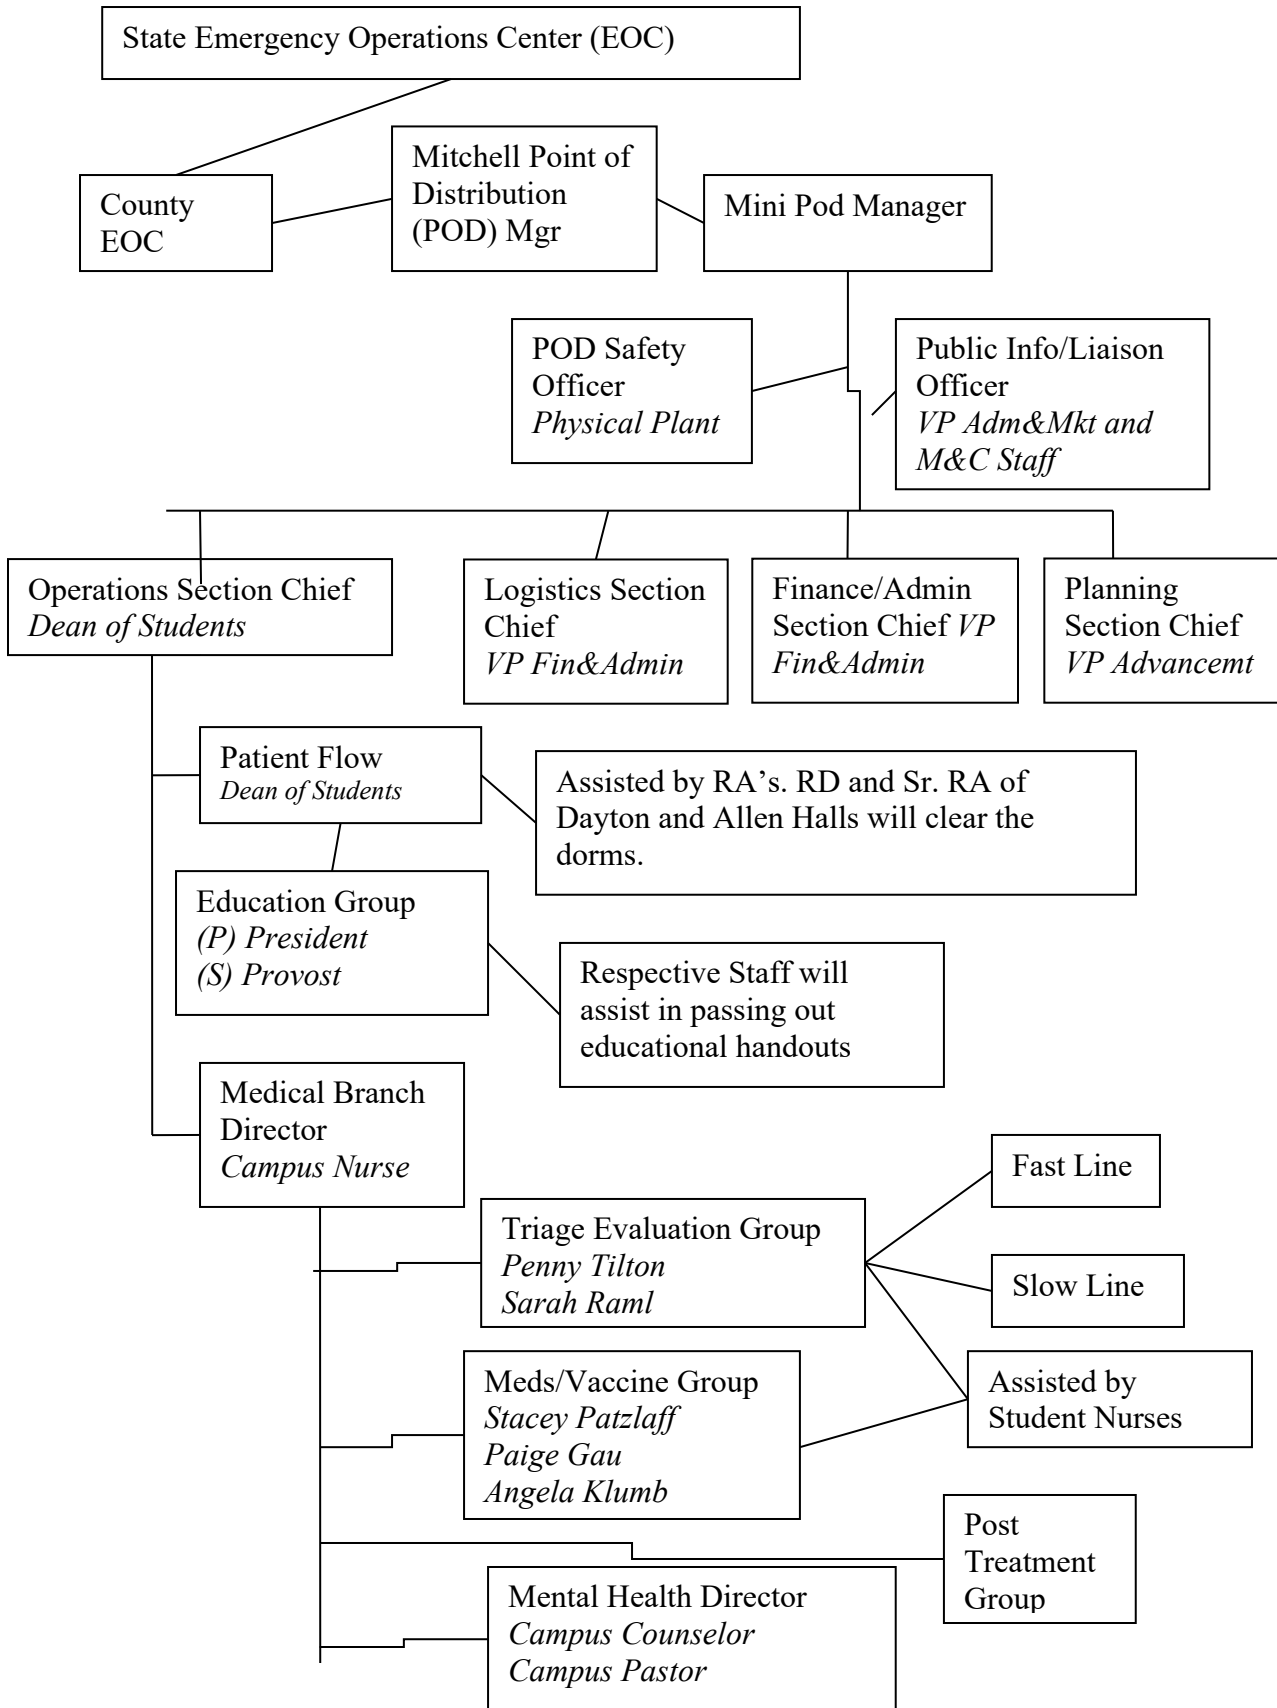 State Emergency Operations Center (EOC)
County
EOC
Mitchell Point of
Distribution
(POD) Mgr
Mini Pod Manager
POD Safety
Officer
Physical Plant
Public Info/Liaison
Officer
VP Adm&Mkt and
M&C Staff
Operations Section Chief
Dean of Students
Logistics Section
Chief
VP Fin&Admin
Finance/Admin
Section Chief VP
Fin&Admin
Planning
Section Chief
VP Advancemt
Patient Flow
Dean of Students
Assisted by RA’s. RD and Sr. RA of
Dayton and Allen Halls will clear the
dorms.
Education Group
(P) President
(S) Provost
Respective Staff will
assist in passing out
educational handouts
Medical Branch
Director
Campus Nurse
Fast Line
Triage Evaluation Group
Penny Tilton
Sarah Raml
Slow Line
Meds/Vaccine Group
Stacey Patzlaff
Paige Gau
Angela Klumb
Assisted by
Student Nurses
Post
Treatment
Group
Mental Health Director
Campus Counselor
Campus Pastor